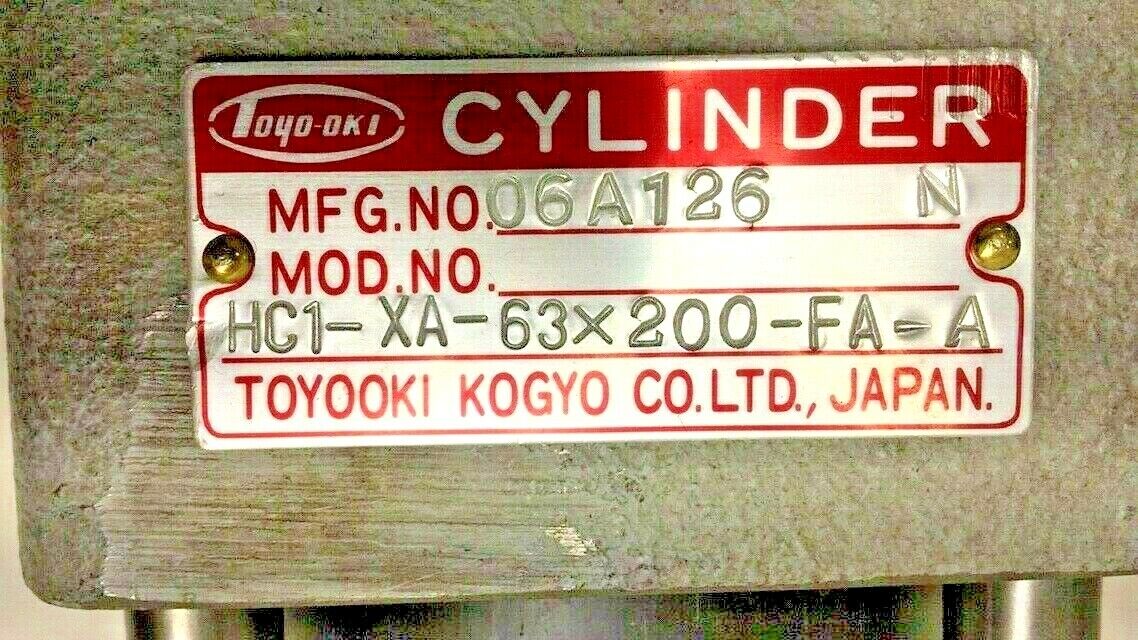 TOYO-OKI CYLINDER
MFG.NO. 06A126 N
MOD.NO.
HC1-XA-63×200-FA-A
TOYOOKI KOGYO CO.LTD., JAPAN.